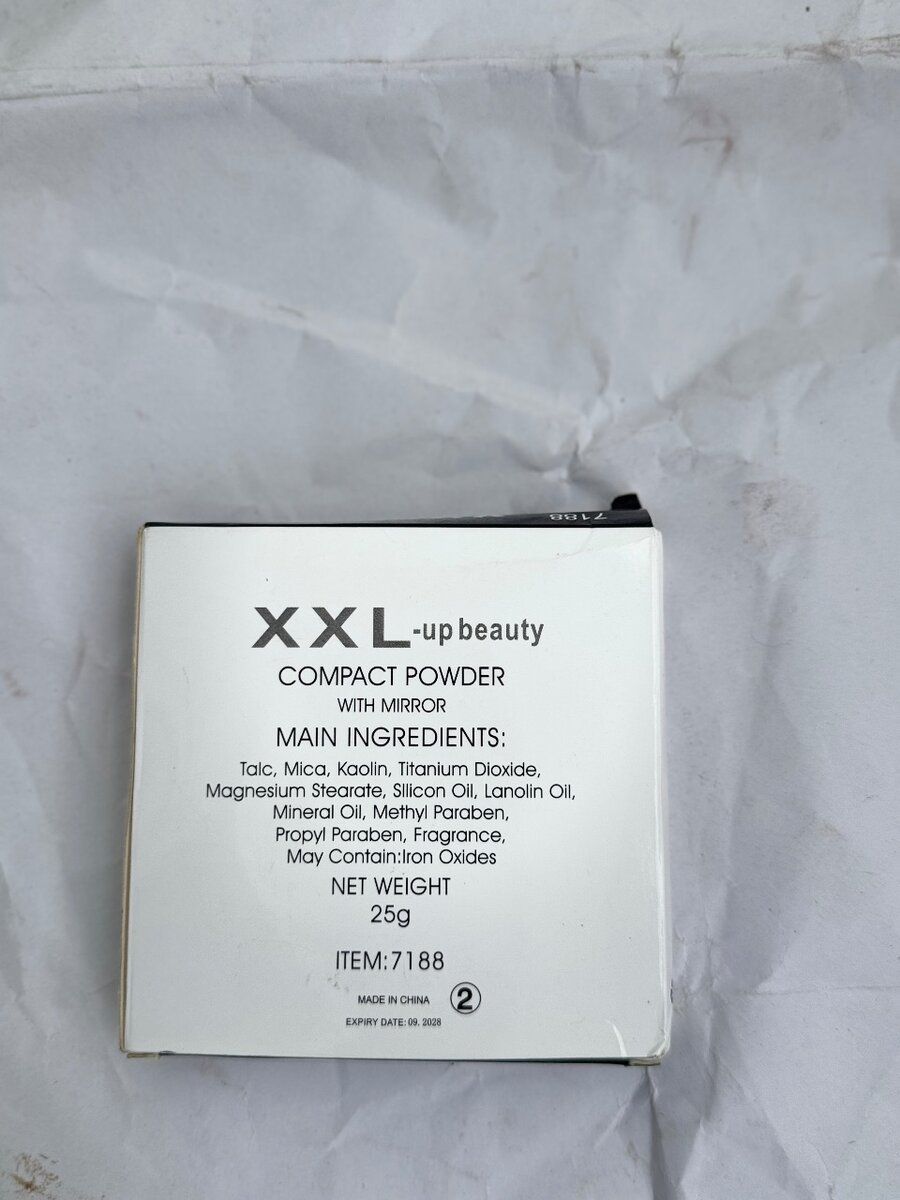 7188
XXL-up beauty
COMPACT POWDER
WITH MIRROR
MAIN INGREDIENTS:
Talc, Mica, Kaolin, Titanium Dioxide,
Magnesium Stearate, SIlicon Oil, Lanolin Oil,
Mineral Oil, Methyl Paraben,
Propyl Paraben, Fragrance,
May Contain:Iron Oxides
NET WEIGHT
25g
ITEM:7188
MADE IN CHINA ②
EXPIRY DATE: 09. 2028